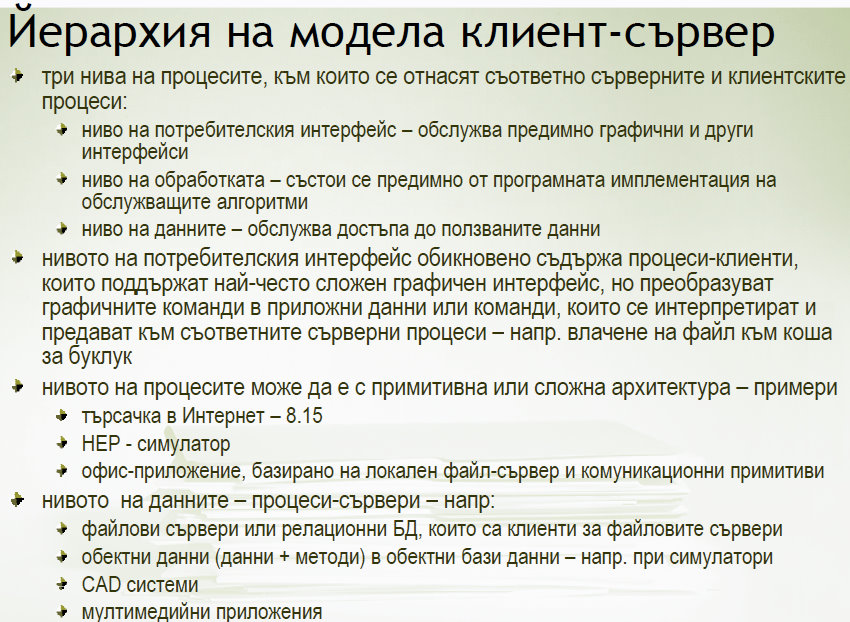 Йерархия на модела клиент-сървер
три нива на процесите, към които се отнасят съответно сърверните и клиентските
процеси:
ниво на потребителския интерфейс – обслужва предимно графични и други
интерфейси
ниво на обработката – състои се предимно от програмната имплементация на
обслужващите алгоритми
ниво на данните – обслужва достъпа до ползваните данни
нивото на потребителския интерфейс обикновено съдържа процеси-клиенти,
които поддържат най-често сложен графичен интерфейс, но преобразуват
графичните команди в приложни данни или команди, които се интерпретират и
предават към съответните сърверни процеси – напр. влачене на файл към коша
за буклук
нивото на процесите може да е с примитивна или сложна архитектура – примери
търсачка в Интернет – 8.15
HEP - симулатор
офис-приложение, базирано на локален файл-сървер и комуникационни примитиви
нивото на данните – процеси-сървери – напр:
файлови сървери или релационни БД, които са клиенти за файловите сървери
обектни данни (данни + методи) в обектни бази данни – напр. при симулатори
CAD системи
мултимедийни приложения